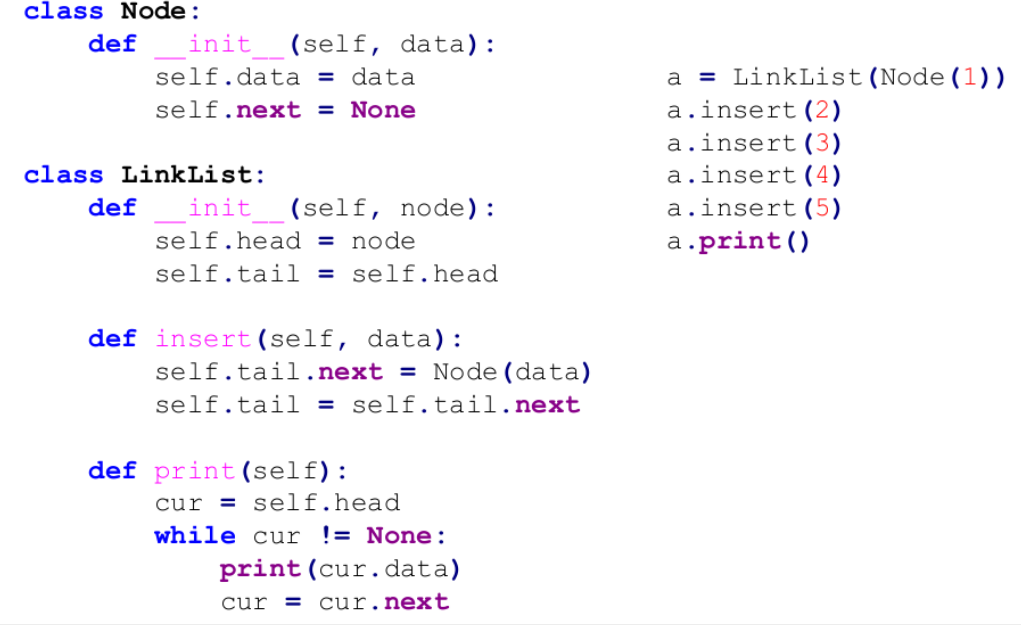 class Node:
    def __init__(self, data):
        self.data = data
        self.next = None

class LinkList:
    def __init__(self, node):
        self.head = node
        self.tail = self.head

    def insert(self, data):
        self.tail.next = Node(data)
        self.tail = self.tail.next

    def print(self):
        cur = self.head
        while cur != None:
            print(cur.data)
            cur = cur.next

a = LinkList(Node(1))
a.insert(2)
a.insert(3)
a.insert(4)
a.insert(5)
a.print()